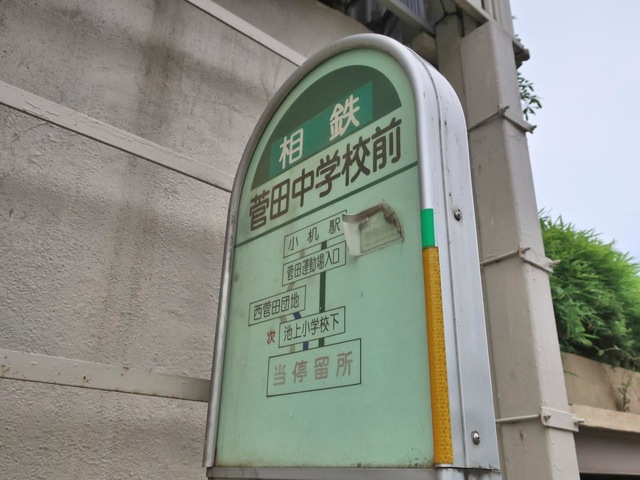 相鉄
菅田中学校前
小机駅
菅田運動場入口
西菅田団地
次 池上小学校下
当停留所